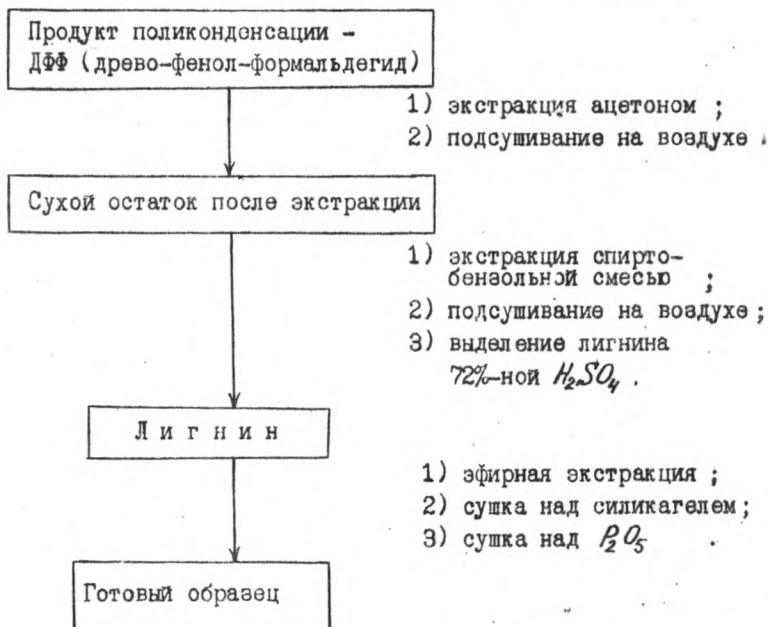 Продукт поликонденсации -
ДФФ (древо-фенол-формальдегид)
1) экстракция ацетоном ;
2) подсушивание на воздухе .
Сухой остаток после экстракции
1) экстракция спирто-
бензольной смесью ;
2) подсушивание на воздухе ;
3) выделение лигнина
72%-ной H₂SO₄ .
Лигнин
1) эфирная экстракция ;
2) сушка над силикагелем ;
3) сушка над P₂O₅ .
Готовый образец